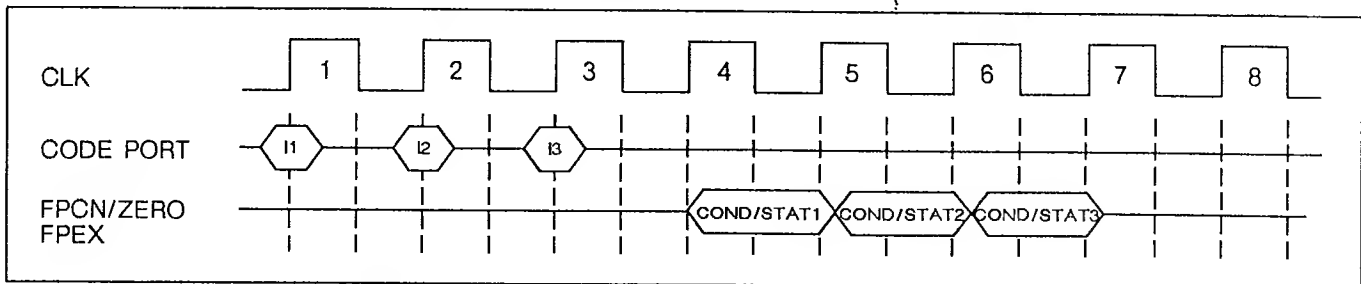 CLK 1 2 3 4 5 6 7 8
CODE PORT I1 I2 I3
FPCN/ZERO
FPEX
COND/STAT1 COND/STAT2 COND/STAT3